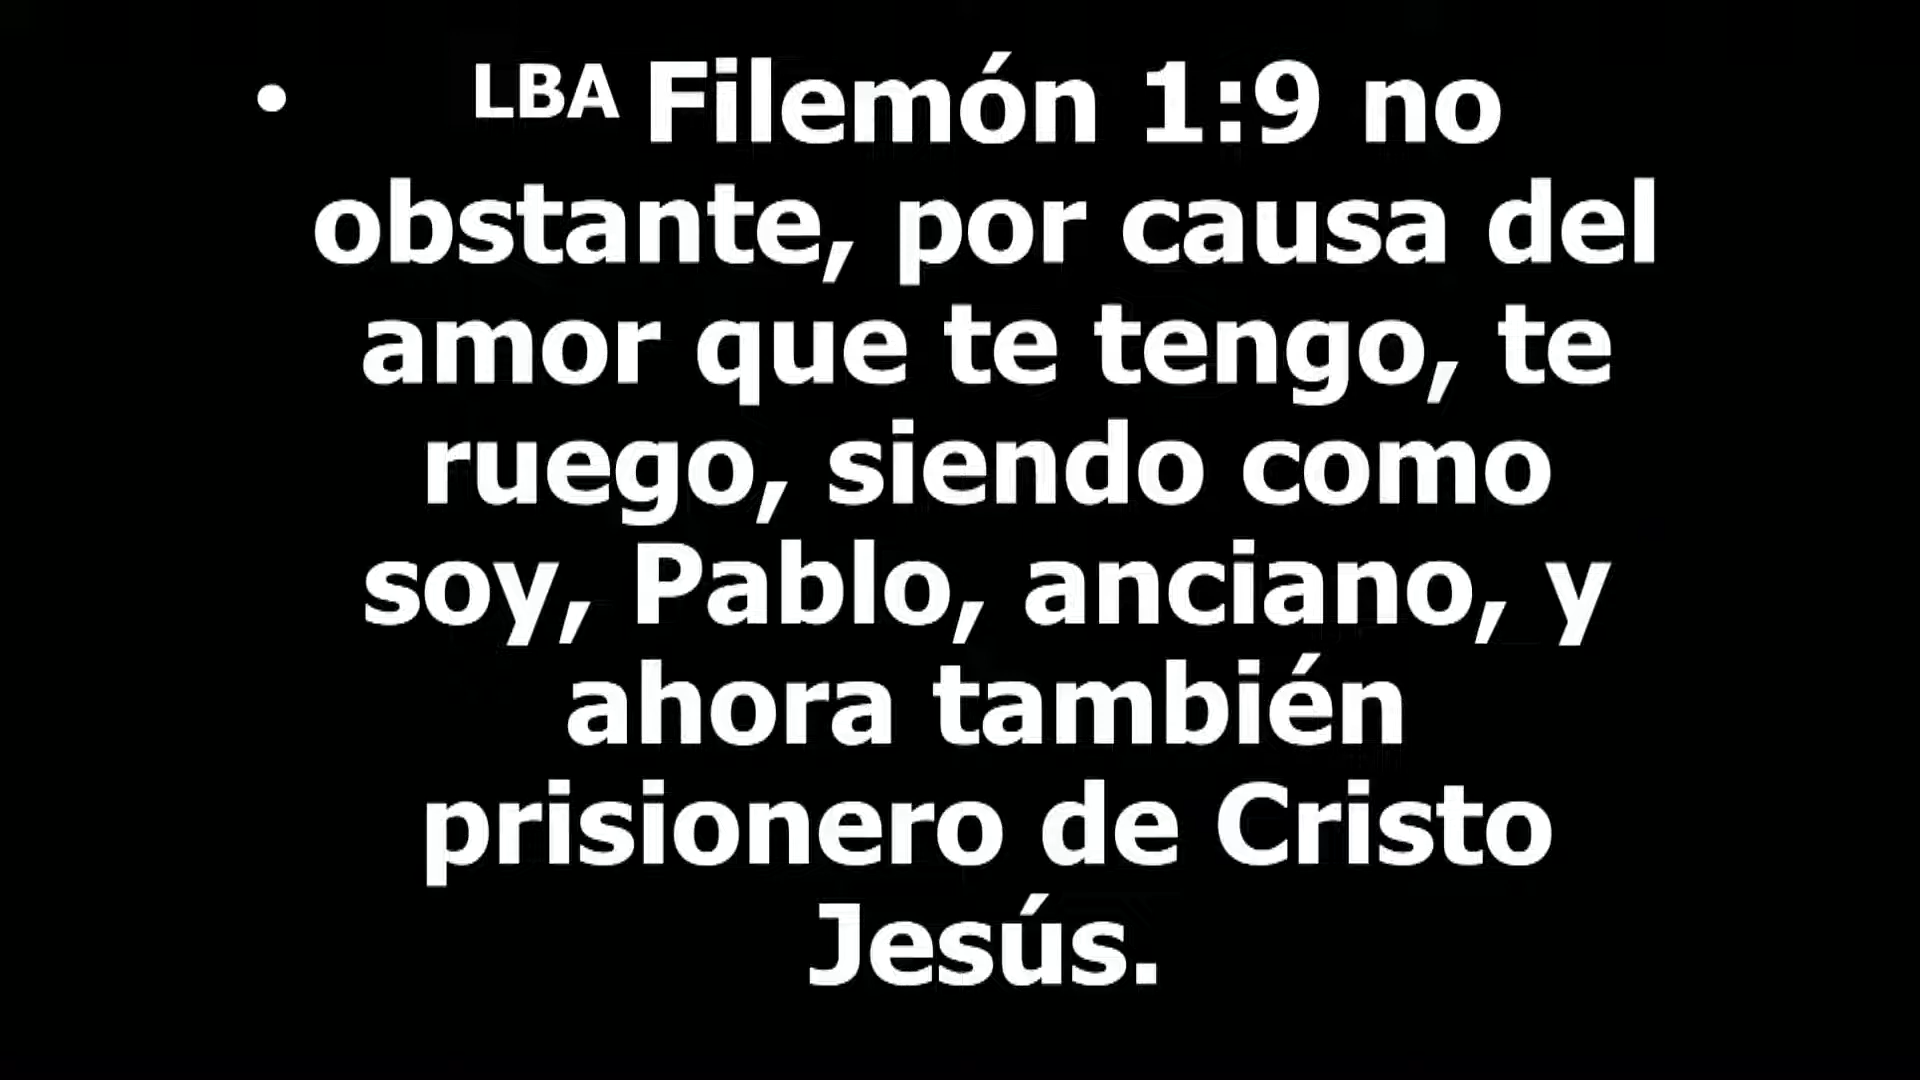 • LBA Filemón 1:9 no
obstante, por causa del
amor que te tengo, te
ruego, siendo como
soy, Pablo, anciano, y
ahora también
prisionero de Cristo
Jesús.